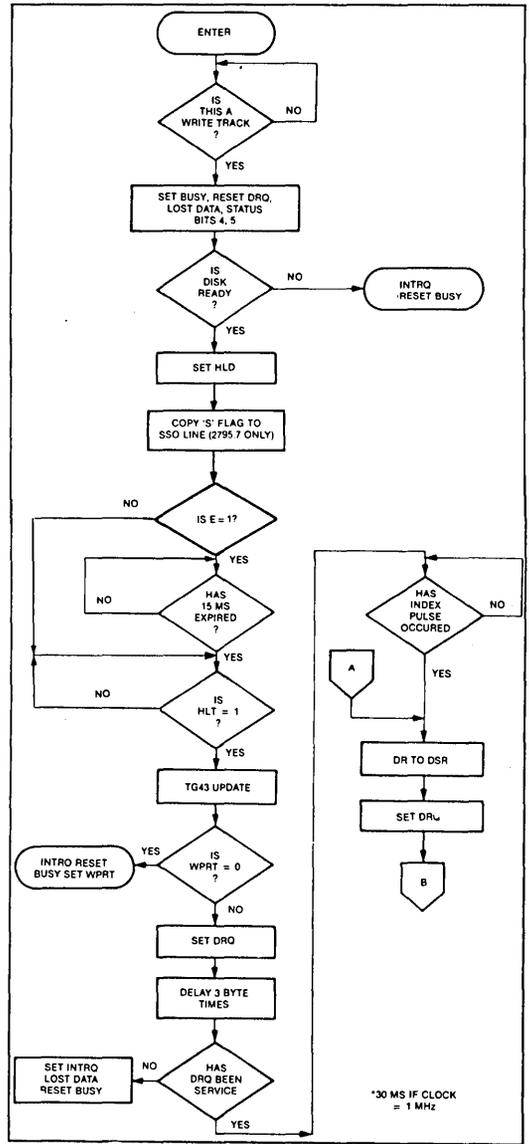 ENTER
IS
THIS A
WRITE TRACK
?
NO
YES
SET BUSY, RESET DRQ,
LOST DATA, STATUS
BITS 4, 5
IS
DISK
READY
?
NO
INTRQ
RESET BUSY
YES
SET HLD
COPY 'S' FLAG TO
SSO LINE (2795.7 ONLY)
NO
IS E = 1?
YES
HAS
15 MS
EXPIRED
?
NO
YES
IS
HLT = 1
?
NO
YES
TG43 UPDATE
IS
WPRT = 0
?
YES
INTRO RESET
BUSY SET WPRT
NO
SET DRQ
DELAY 3 BYTE
TIMES
HAS
DRQ BEEN
SERVICE
NO
SET INTRQ
LOST DATA
RESET BUSY
YES
HAS
INDEX
PULSE
OCCURED
NO
YES
A
DR TO DSR
SET DRQ
B
*30 MS IF CLOCK
= 1 MHz